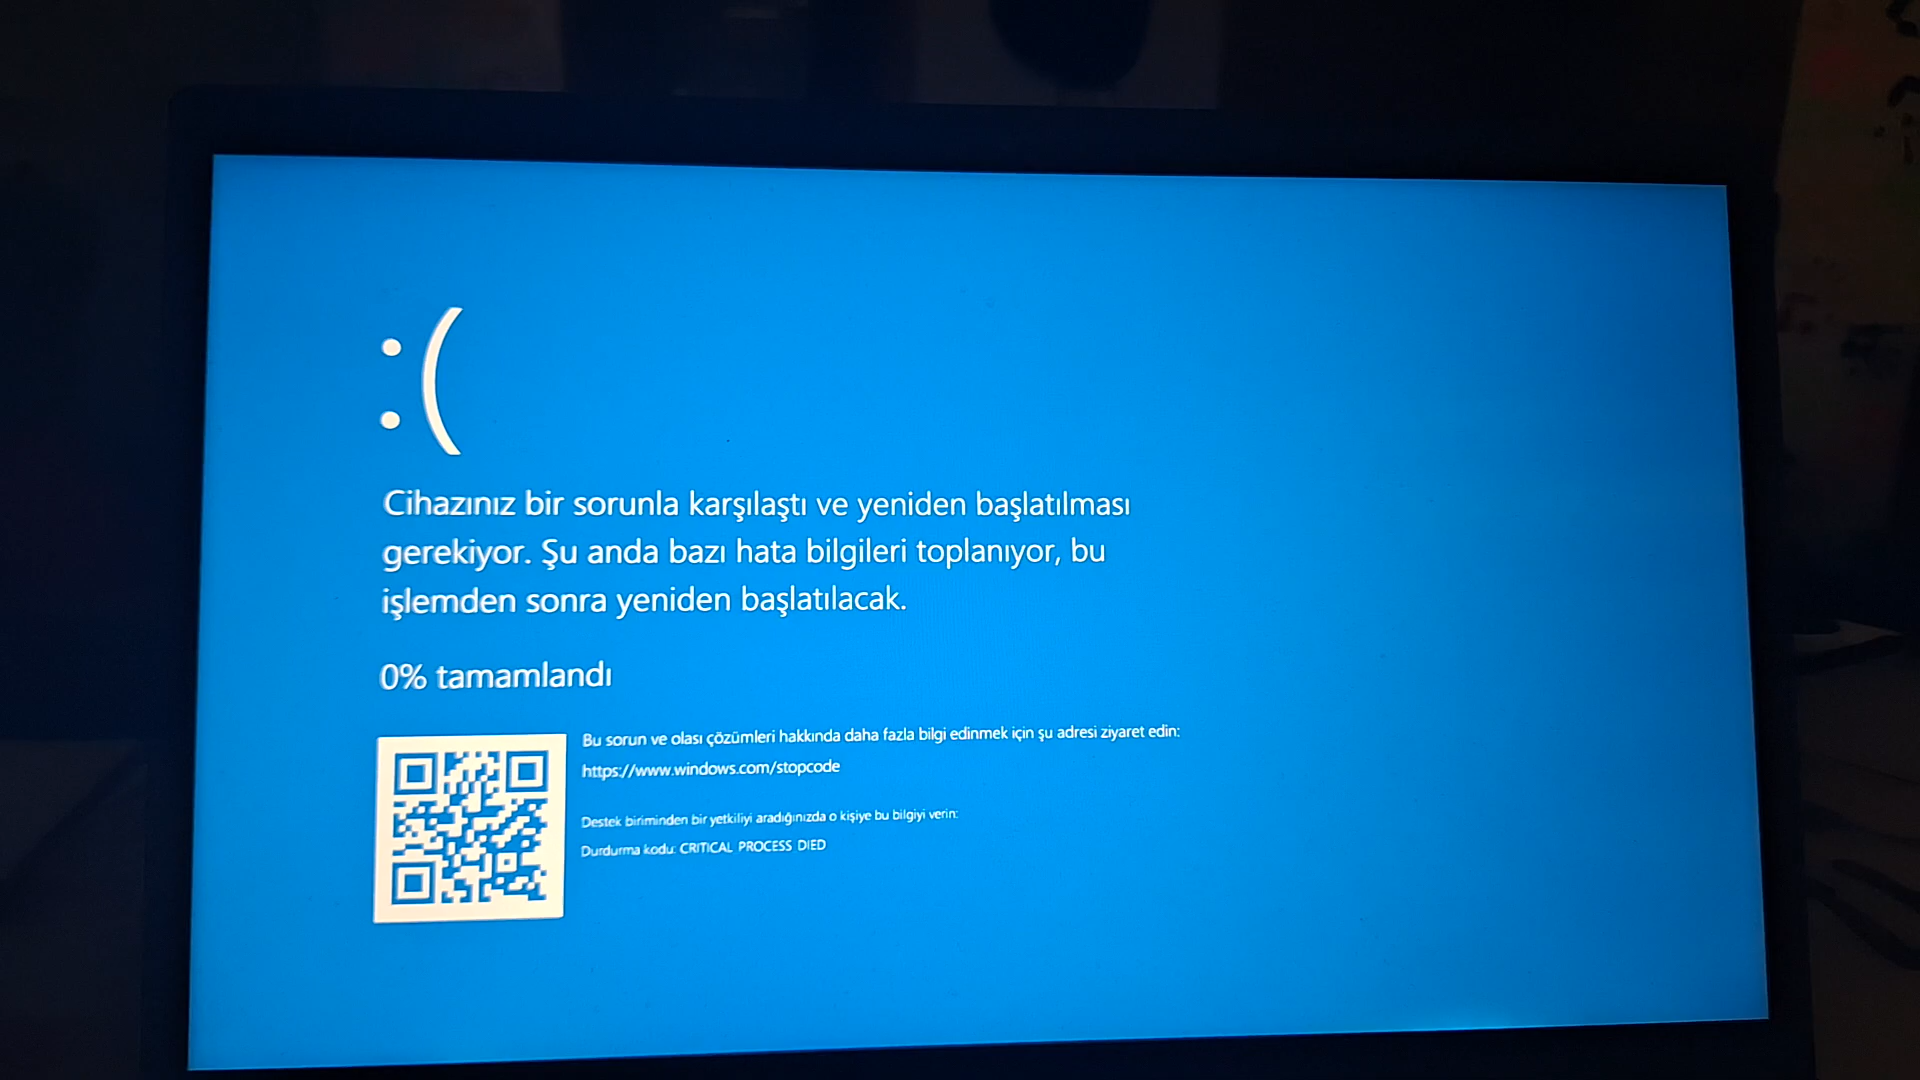 :(
Cihazınız bir sorunla karşılaştı ve yeniden başlatılması
gerekiyor. Şu anda bazı hata bilgileri toplanıyor, bu
işlemden sonra yeniden başlatılacak.
0% tamamlandı
Bu sorun ve olası çözümleri hakkında daha fazla bilgi edinmek için şu adresi ziyaret edin:
https://www.windows.com/stopcode
Destek biriminden bir yetkiliyi aradığınızda o kişiye bu bilgiyi verin:
Durdurma kodu: CRITICAL PROCESS DIED